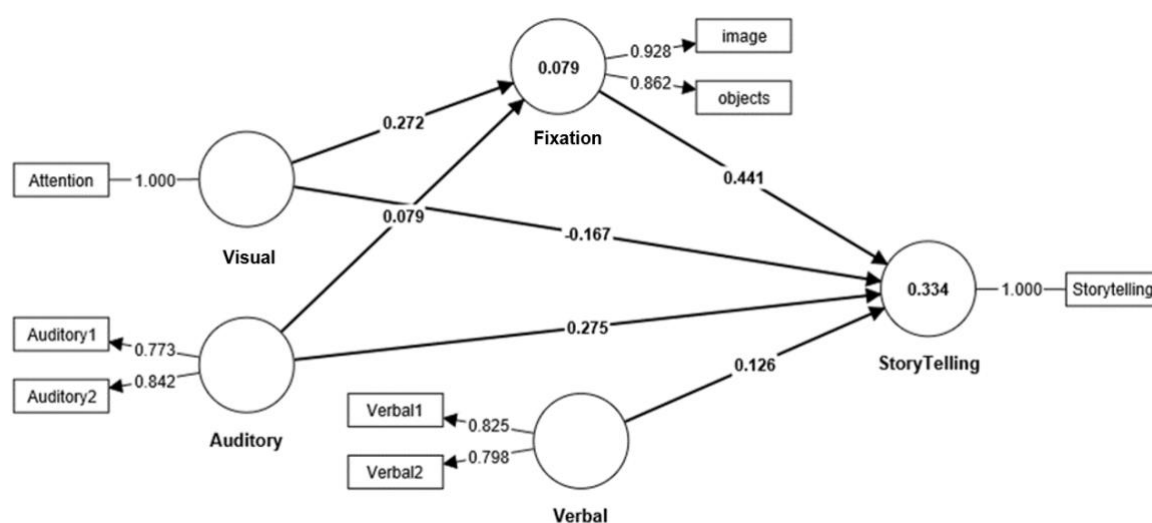 image
0.928
0.079
0.862
objects
Fixation
0.272
0.441
Attention
1.000
0.079
-0.167
Visual
0.334
1.000
Storytelling
Auditory1
0.773
0.275
StoryTelling
0.842
Auditory2
0.126
Auditory
Verbal1
0.825
0.798
Verbal2
Verbal